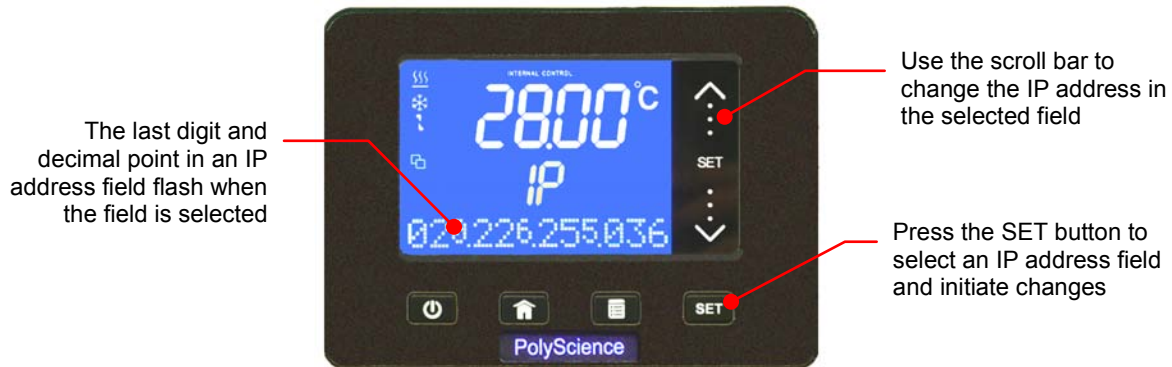 The last digit and
decimal point in an IP
address field flash when
the field is selected
INTERNAL CONTROL
28.00°C
IP
020.226.255.036
SET
SET
PolyScience
Use the scroll bar to
change the IP address in
the selected field
Press the SET button to
select an IP address field
and initiate changes